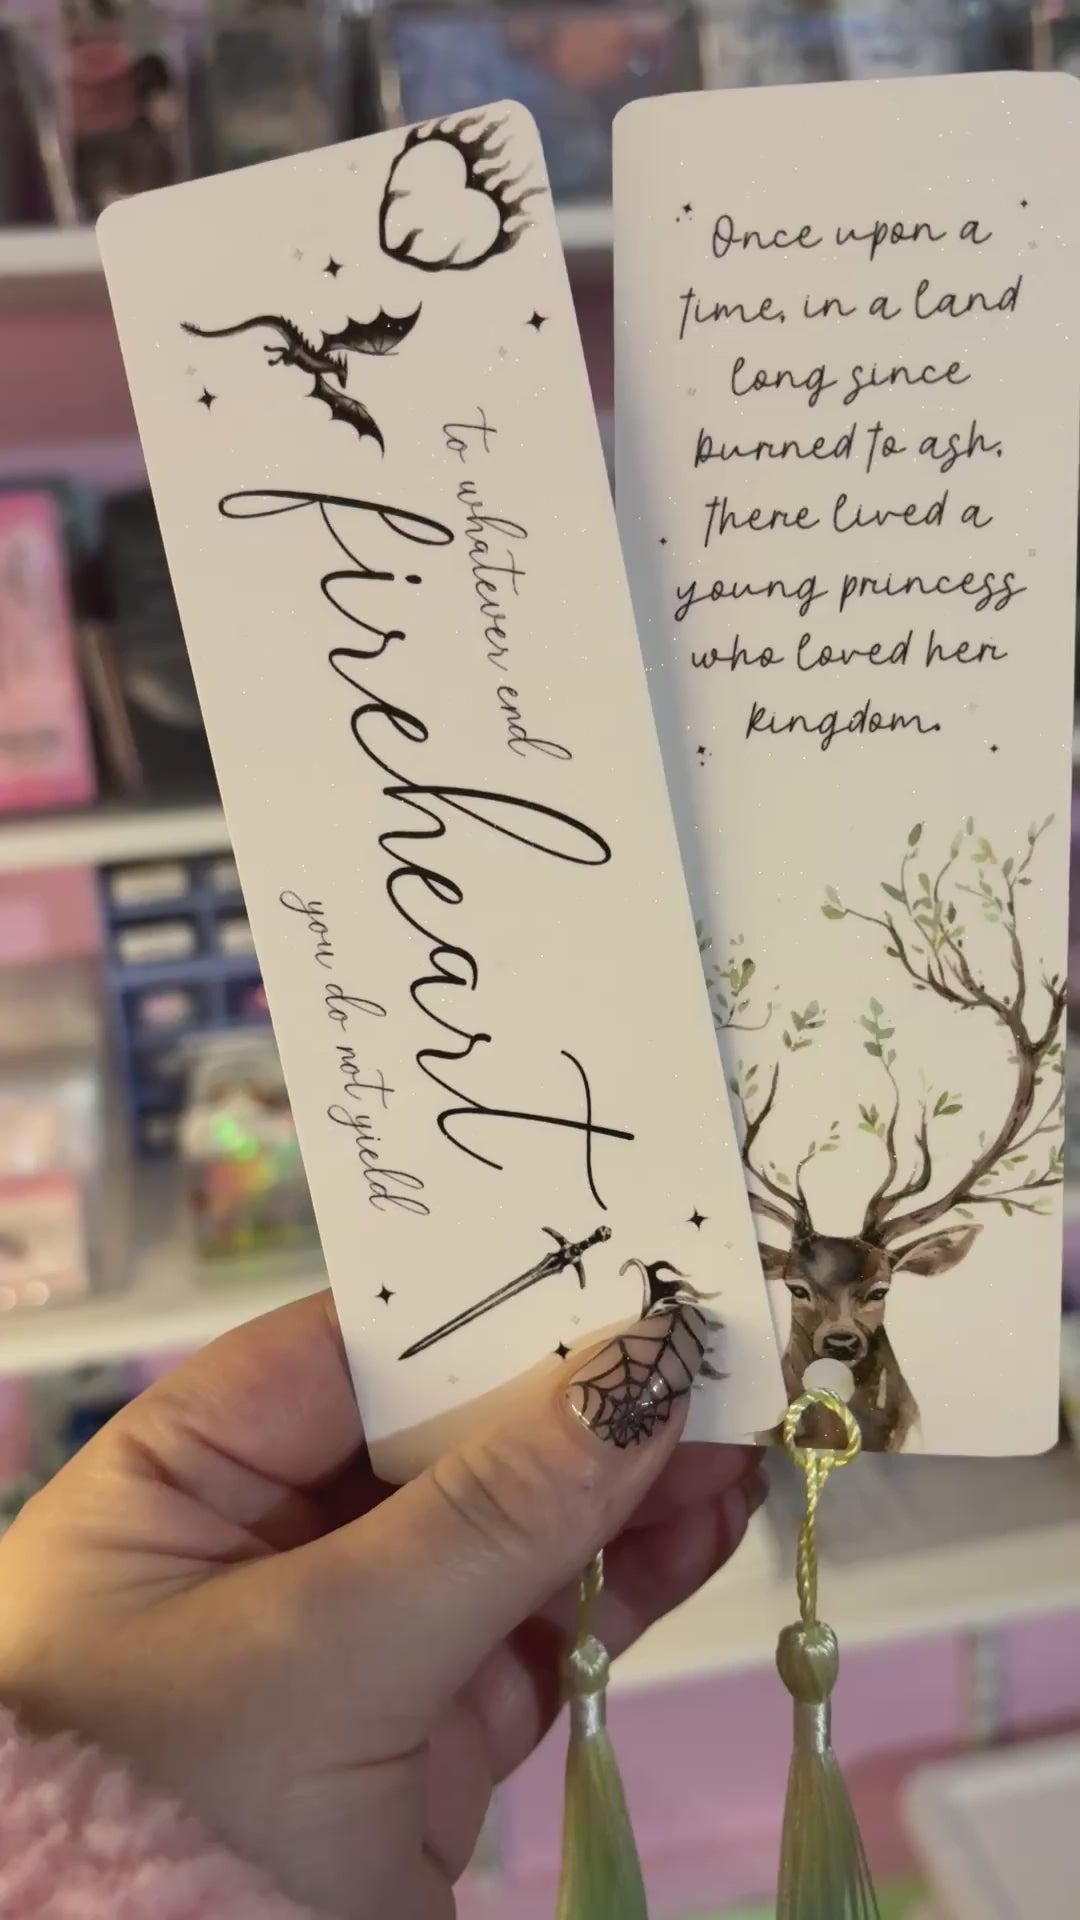 to whatever end
fireheart
you do not yield
Once upon a
time, in a land
long since
burned to ash,
there lived a
young princess
who loved her
kingdom.